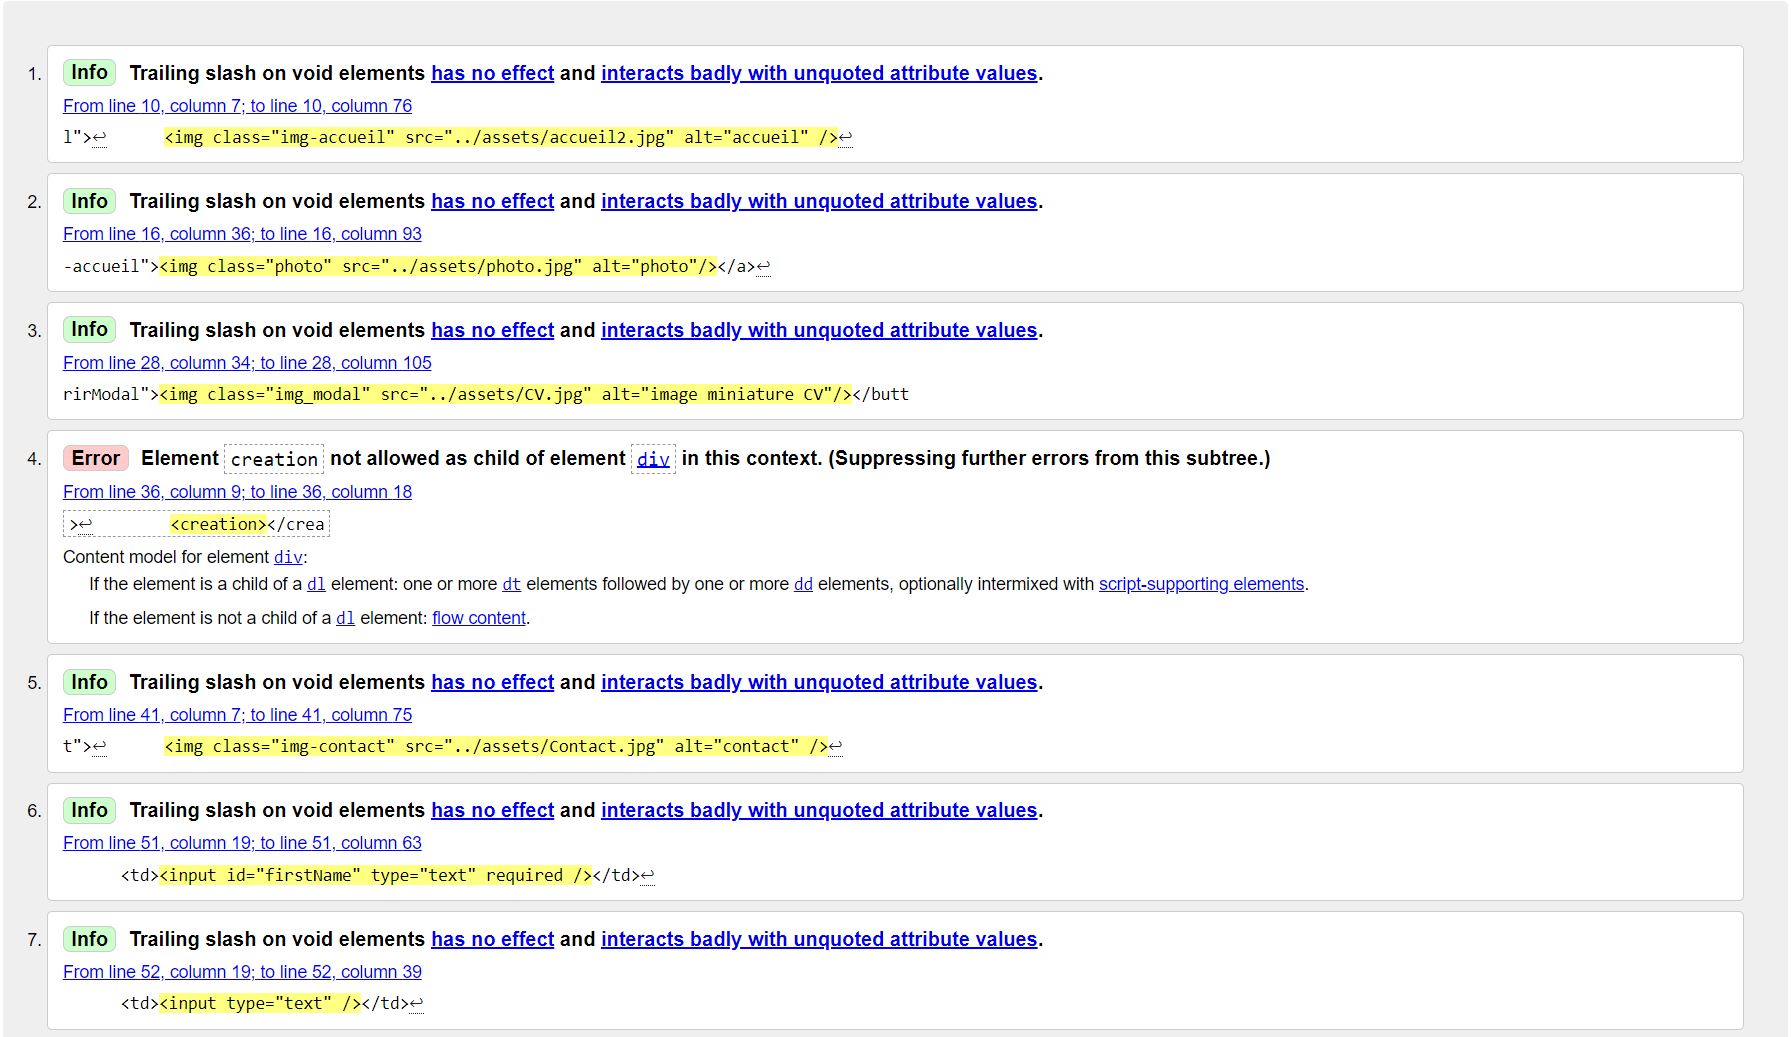 1. Info Trailing slash on void elements has no effect and interacts badly with unquoted attribute values.
From line 10, column 7; to line 10, column 76
l">↩      <img class="img-accueil" src="../assets/accueil2.jpg" alt="accueil" />↩
2. Info Trailing slash on void elements has no effect and interacts badly with unquoted attribute values.
From line 16, column 36; to line 16, column 93
-accueil"><img class="photo" src="../assets/photo.jpg" alt="photo"/></a>↩
3. Info Trailing slash on void elements has no effect and interacts badly with unquoted attribute values.
From line 28, column 34; to line 28, column 105
rirModal"><img class="img_modal" src="../assets/CV.jpg" alt="image miniature CV"/></butt
4. Error Element creation not allowed as child of element div in this context. (Suppressing further errors from this subtree.)
From line 36, column 9; to line 36, column 18
>↩        <creation></crea
Content model for element div:
If the element is a child of a dl element: one or more dt elements followed by one or more dd elements, optionally intermixed with script-supporting elements.
If the element is not a child of a dl element: flow content.
5. Info Trailing slash on void elements has no effect and interacts badly with unquoted attribute values.
From line 41, column 7; to line 41, column 75
t">↩      <img class="img-contact" src="../assets/Contact.jpg" alt="contact" />↩
6. Info Trailing slash on void elements has no effect and interacts badly with unquoted attribute values.
From line 51, column 19; to line 51, column 63
<td><input id="firstName" type="text" required /></td>↩
7. Info Trailing slash on void elements has no effect and interacts badly with unquoted attribute values.
From line 52, column 19; to line 52, column 39
<td><input type="text" /></td>↩